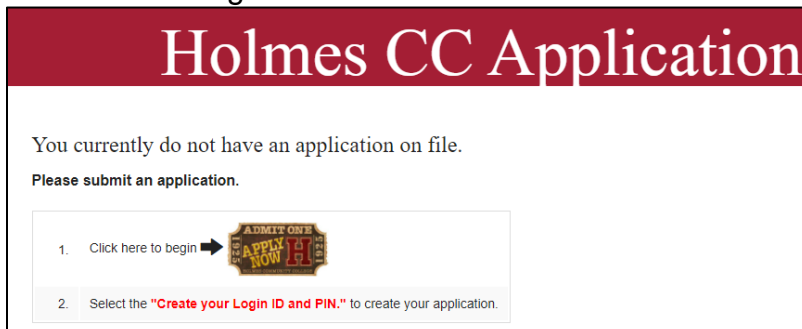 Holmes CC Application
You currently do not have an application on file.
Please submit an application.
1. Click here to begin
ADMIT ONE
1925
APPLY
NOW
H
1925
2. Select the "Create your Login ID and PIN." to create your application.